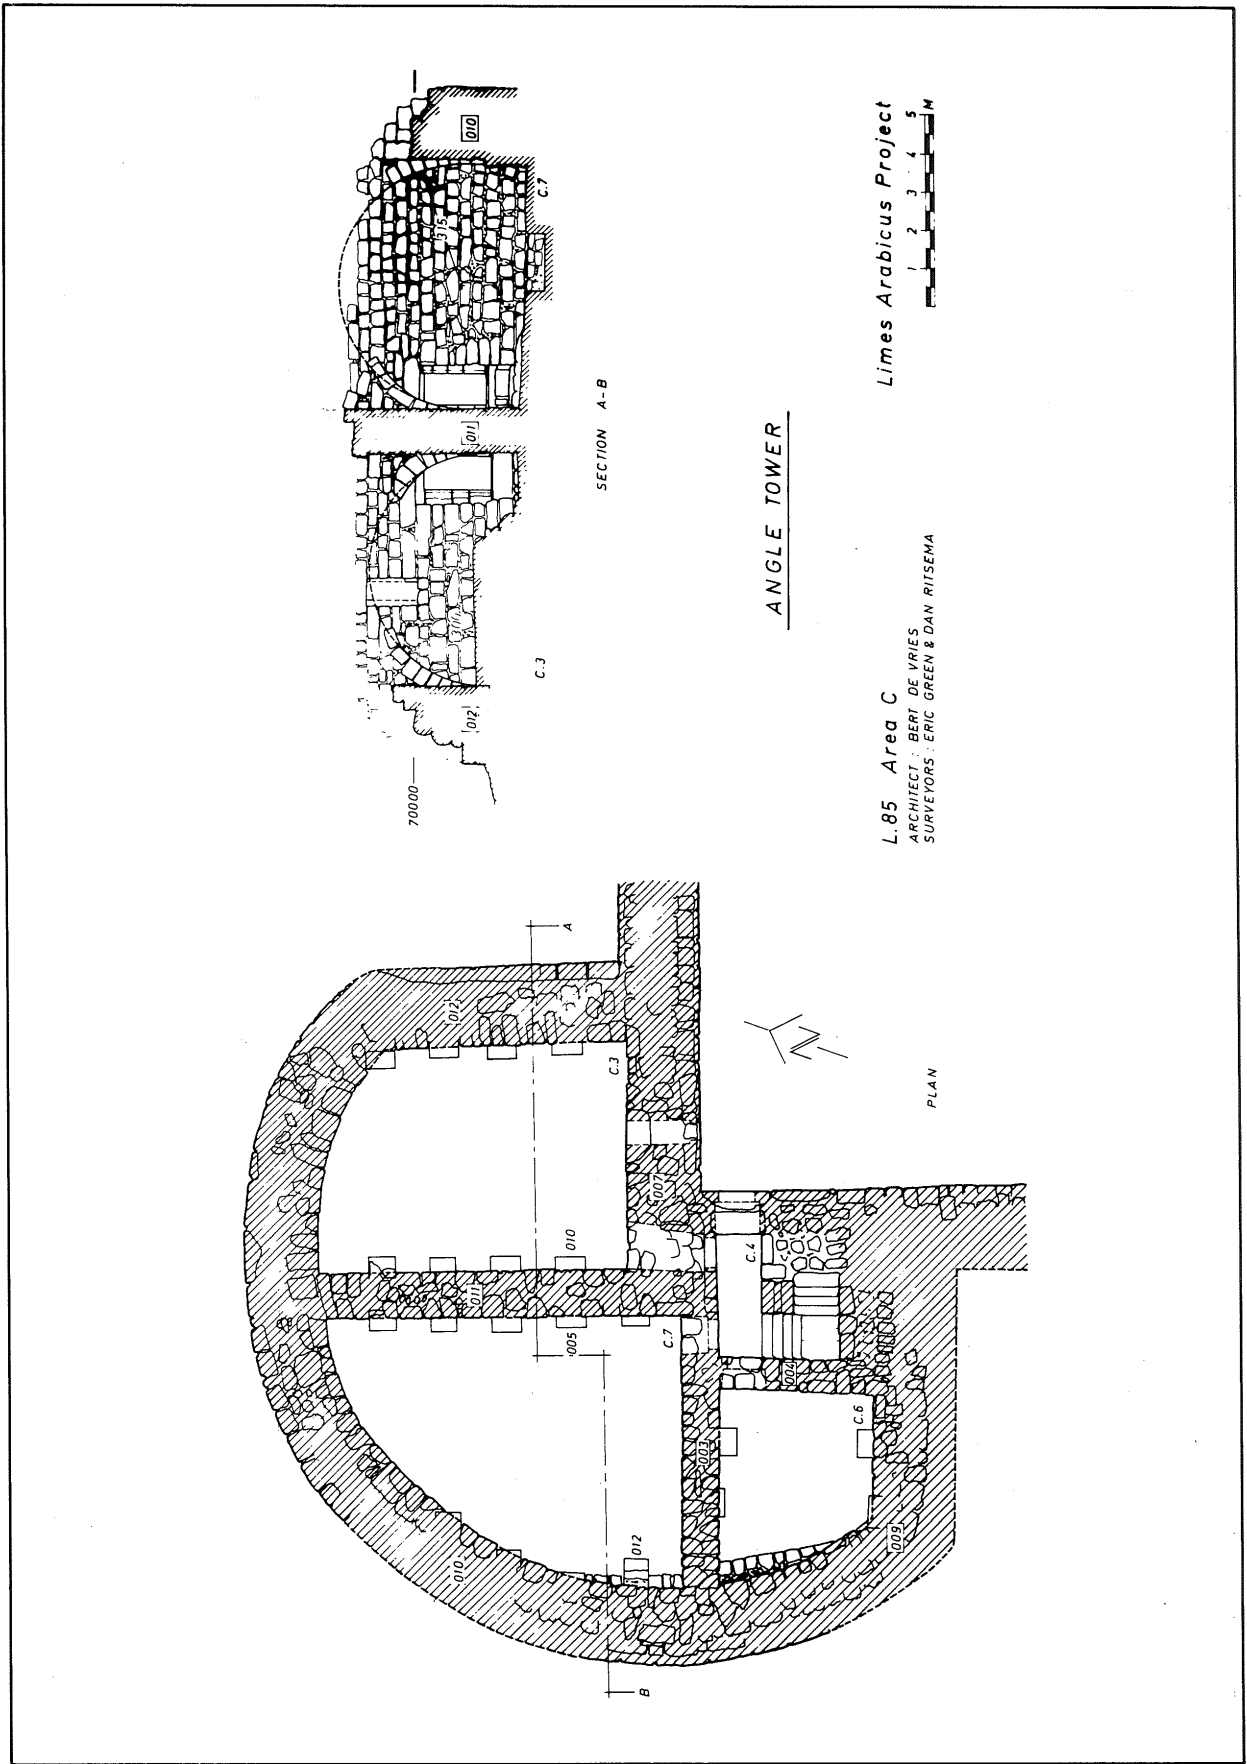 010
C.7
315
011
SECTION A-B
C.3
012
70000
ANGLE TOWER
Limes Arabicus Project
1 2 3 4 5 M
L.85 Area C
ARCHITECT : BERT DE VRIES
SURVEYORS : ERIC GREEN & DAN RITSEMA
A
012
C.3
007
010
011
005
C.7
C.4
004
C.6
003
009
012
010
B
N
PLAN